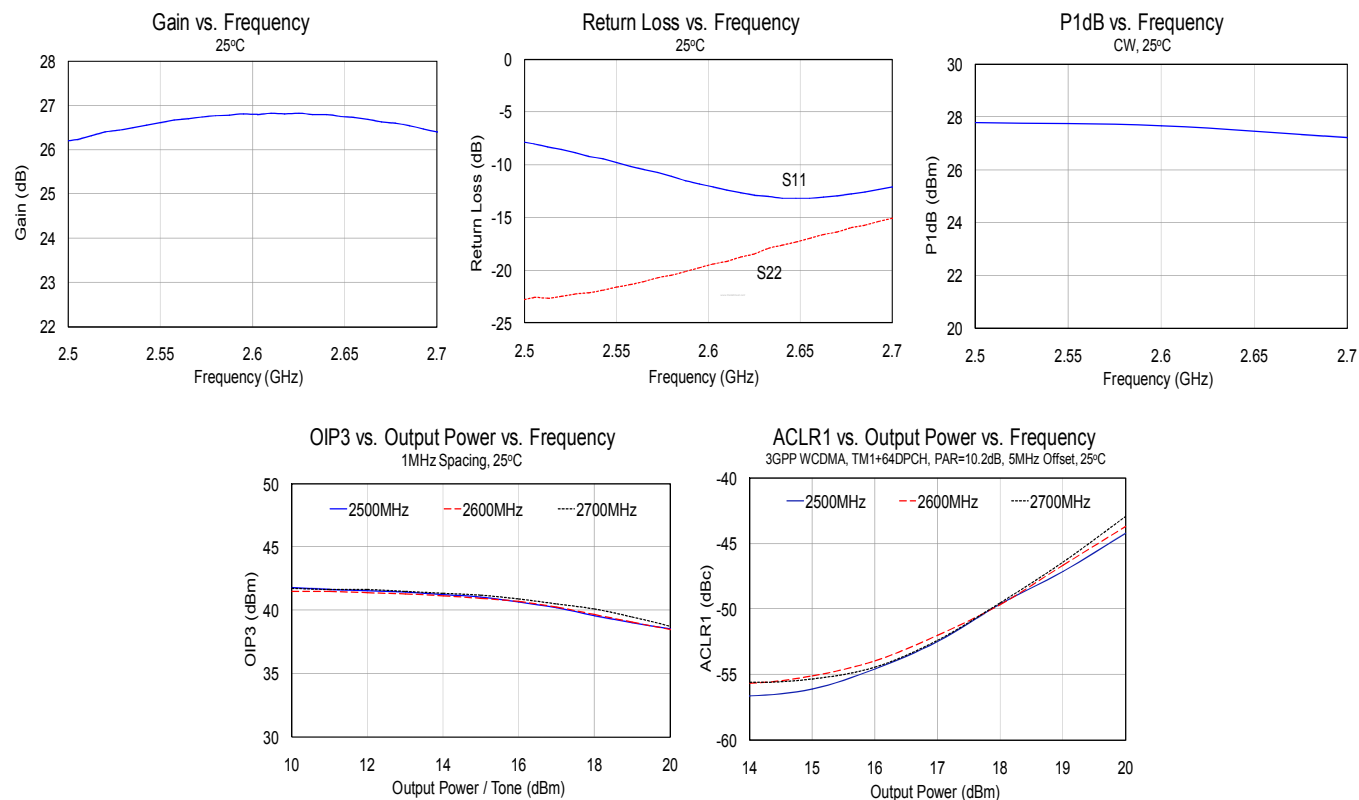 Gain vs. Frequency
25ºC
28
27
26
25
24
23
22
Gain (dB)
2.5 2.55 2.6 2.65 2.7
Frequency (GHz)
Return Loss vs. Frequency
25ºC
0
-5
-10
-15
-20
-25
Return Loss (dB)
S11
S22
2.5 2.55 2.6 2.65 2.7
Frequency (GHz)
P1dB vs. Frequency
CW, 25ºC
30
28
26
24
22
20
P1dB (dBm)
2.5 2.55 2.6 2.65 2.7
Frequency (GHz)
OIP3 vs. Output Power vs. Frequency
1MHz Spacing, 25ºC
50
45
40
35
30
OIP3 (dBm)
2500MHz 2600MHz 2700MHz
10 12 14 16 18 20
Output Power / Tone (dBm)
ACLR1 vs. Output Power vs. Frequency
3GPP WCDMA, TM1+64DPCH, PAR=10.2dB, 5MHz Offset, 25ºC
-40
-45
-50
-55
-60
ACLR1 (dBc)
2500MHz 2600MHz 2700MHz
14 15 16 17 18 19 20
Output Power (dBm)